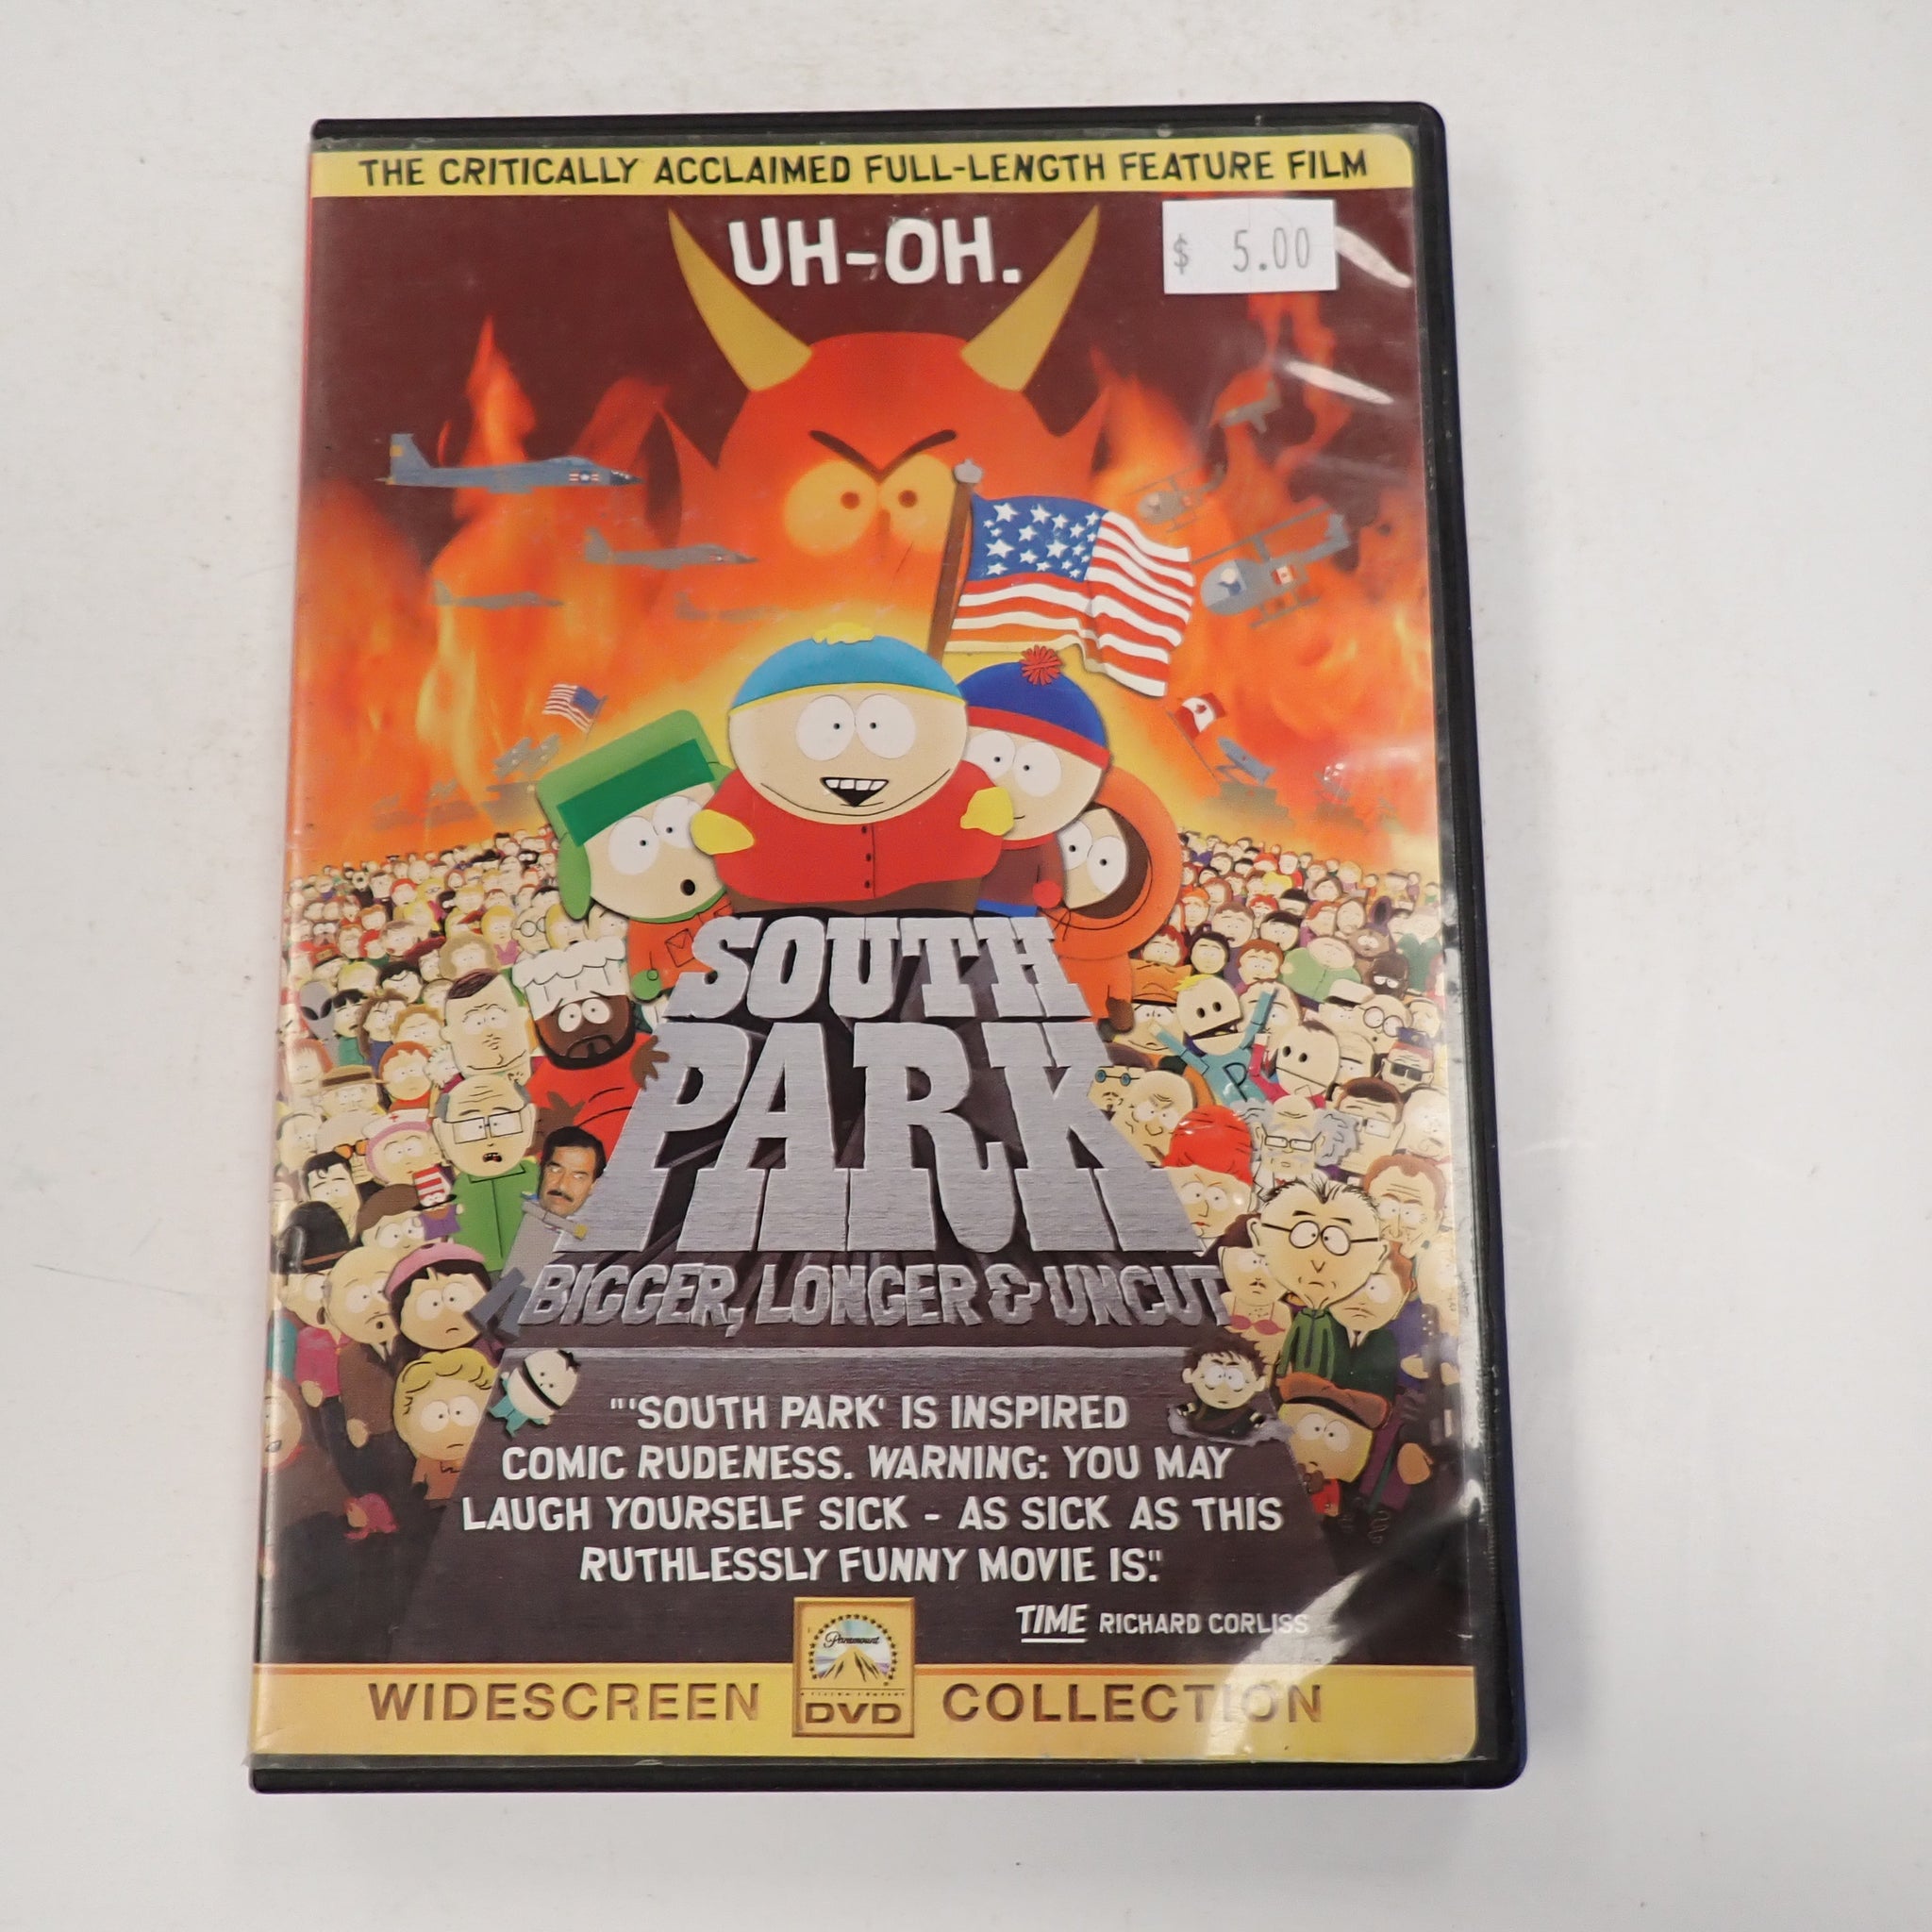 THE CRITICALLY ACCLAIMED FULL-LENGTH FEATURE FILM
UH-OH.
$ 5.00
SOUTH
PARK
BIGGER, LONGER & UNCUT
"'SOUTH PARK' IS INSPIRED
COMIC RUDENESS. WARNING: YOU MAY
LAUGH YOURSELF SICK - AS SICK AS THIS
RUTHLESSLY FUNNY MOVIE IS."
TIME RICHARD CORLISS
Paramount
DVD
WIDESCREEN COLLECTION
P